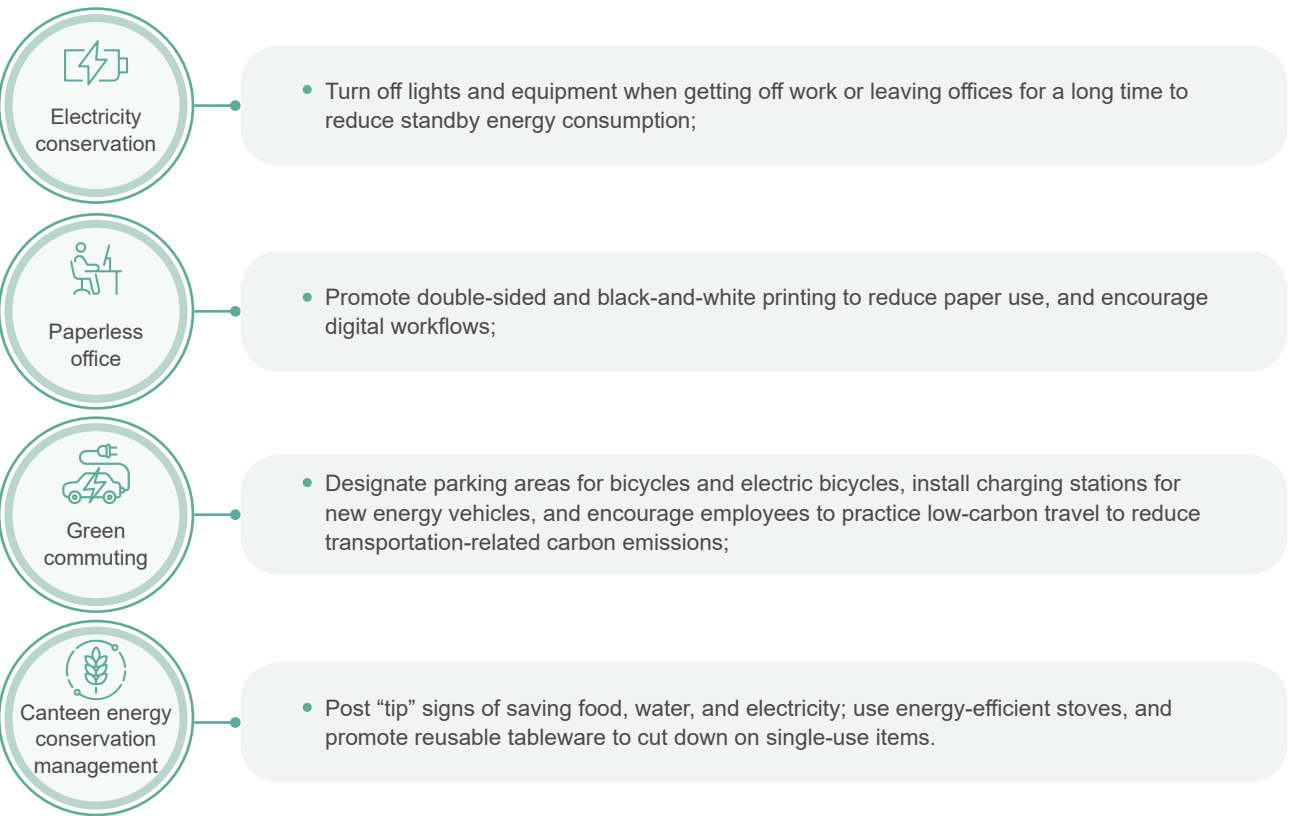 Electricity
conservation
• Turn off lights and equipment when getting off work or leaving offices for a long time to
reduce standby energy consumption;
Paperless
office
• Promote double-sided and black-and-white printing to reduce paper use, and encourage
digital workflows;
Green
commuting
• Designate parking areas for bicycles and electric bicycles, install charging stations for
new energy vehicles, and encourage employees to practice low-carbon travel to reduce
transportation-related carbon emissions;
Canteen energy
conservation
management
• Post “tip” signs of saving food, water, and electricity; use energy-efficient stoves, and
promote reusable tableware to cut down on single-use items.